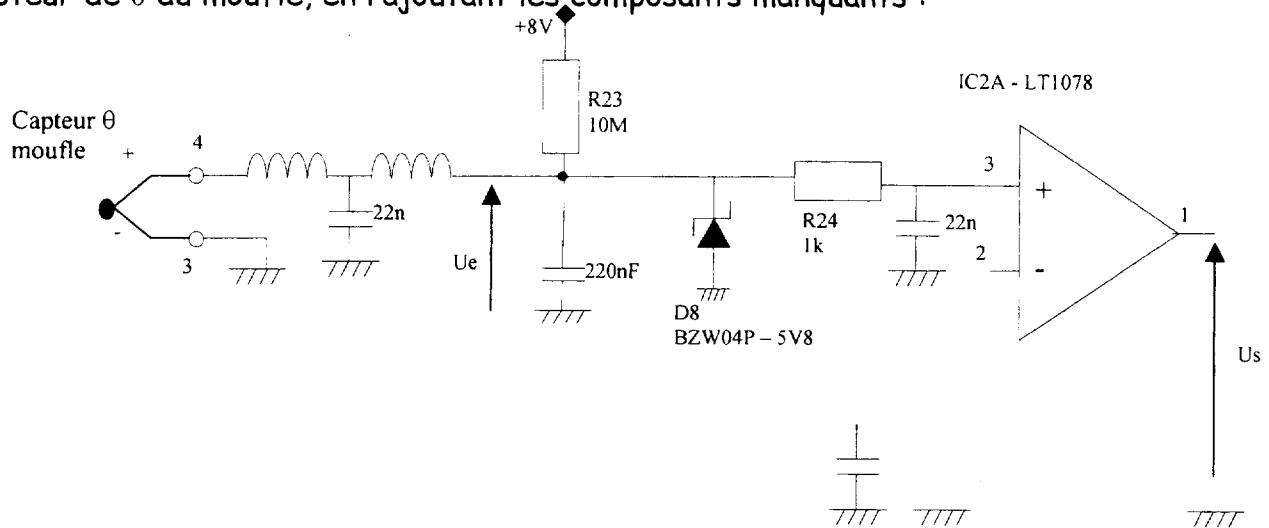 teur de θ du moufle, en rajoutant les composants manquants :
+8V
R23
10M
IC2A - LT1078
Capteur θ
moufle
+
4
-
3
22n
Ue
220nF
D8
BZW04P – 5V8
R24
1k
22n
3
+
2
-
1
Us